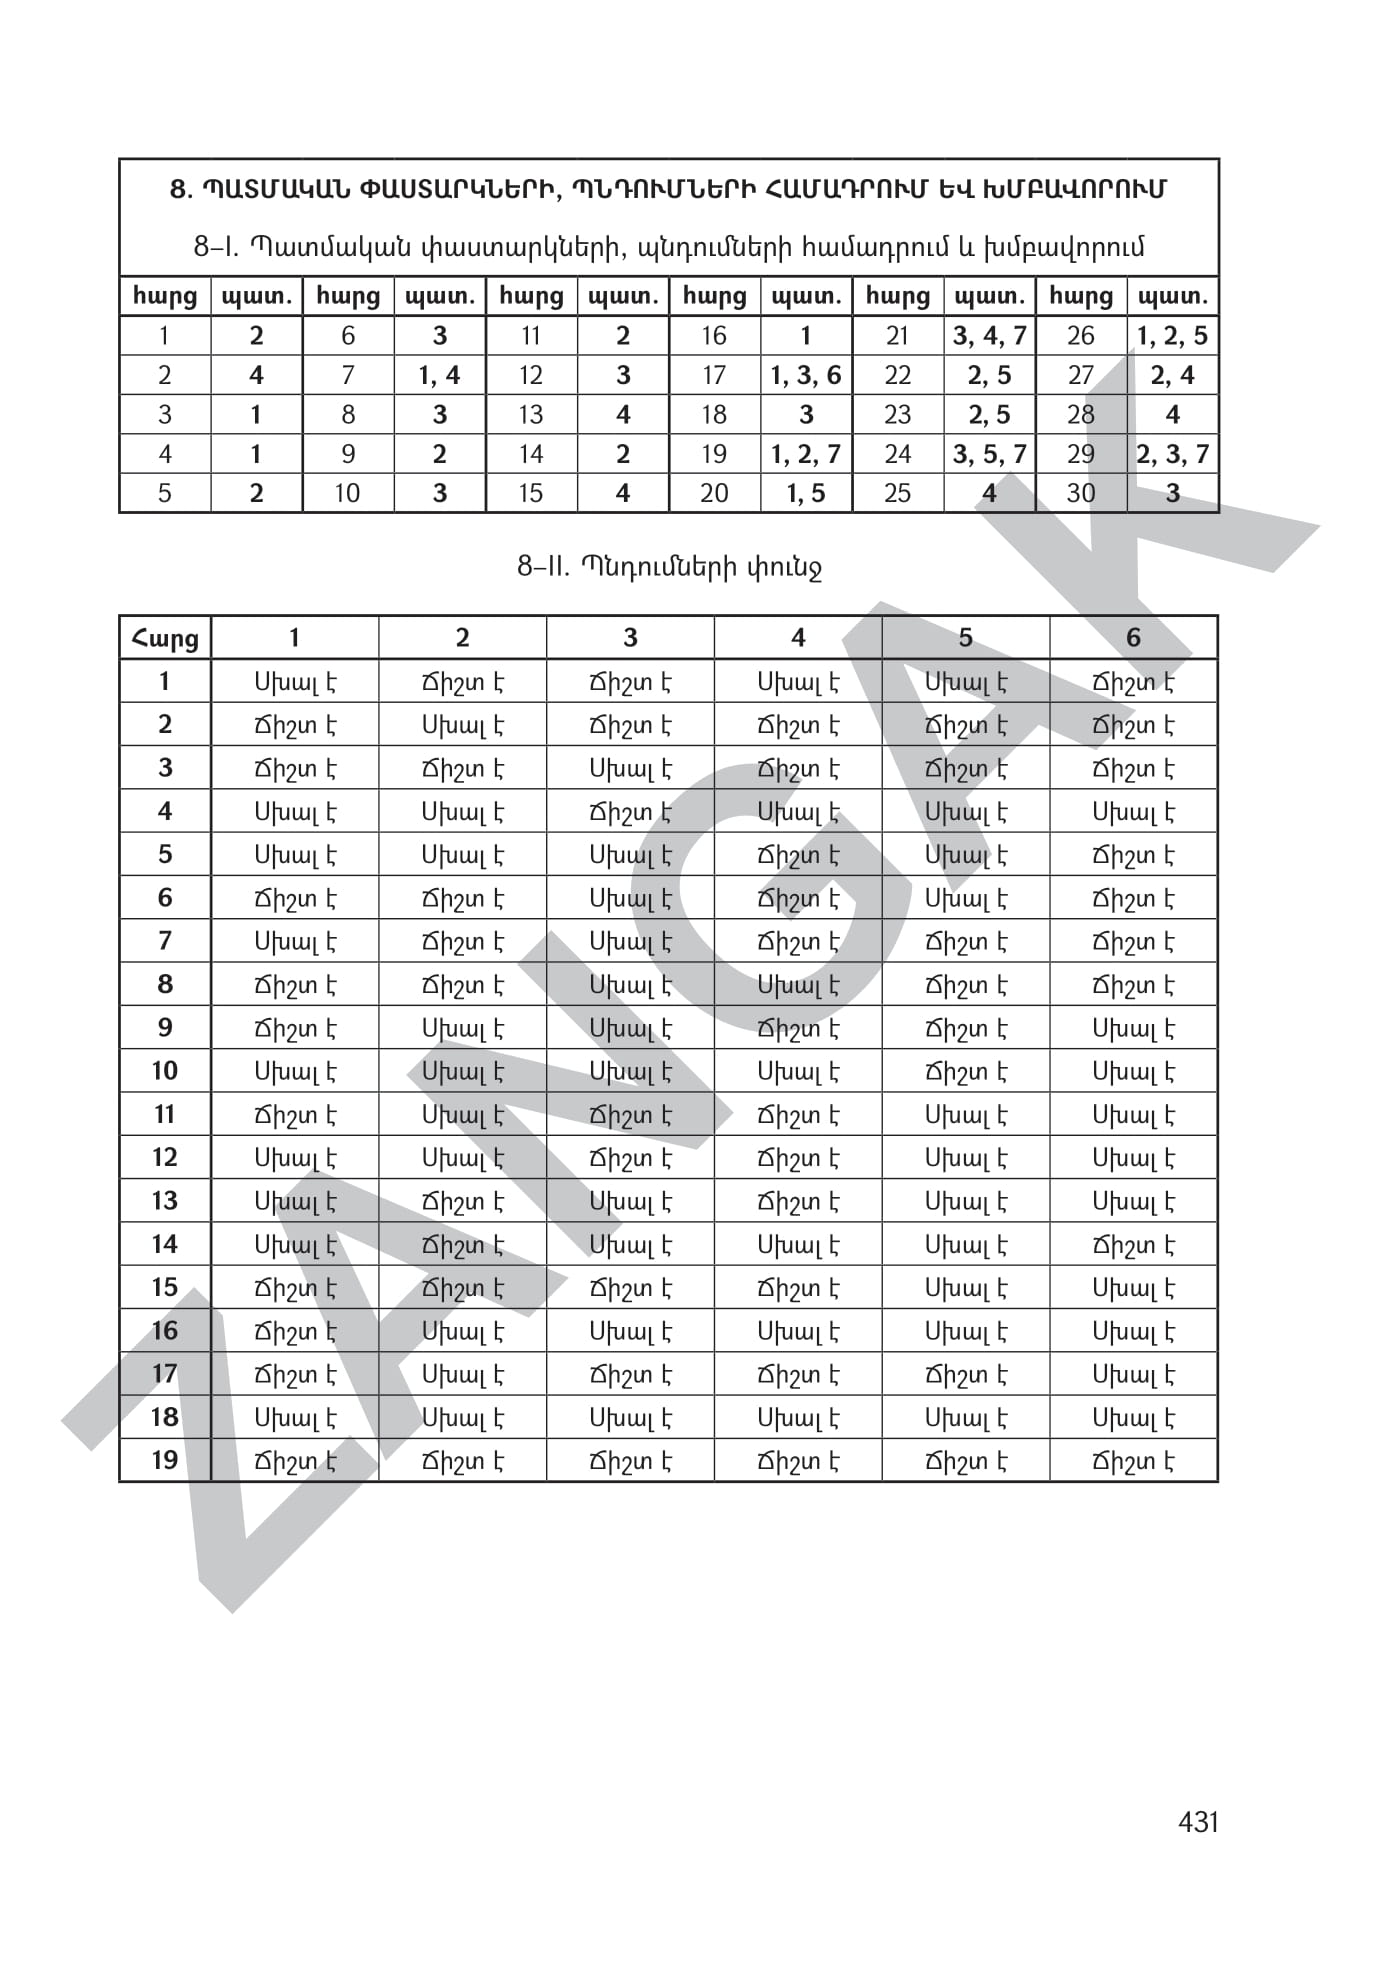 8. ՊԱՏՄԱԿԱՆ ՓԱՍՏԱՐԿՆԵՐԻ, ՊՆԴՈՒՄՆԵՐԻ ՀԱՄԱԴՐՈՒՄ ԵՎ ԽՄԲԱՎՈՐՈՒՄ
8–I. Պատմական փաստարկների, պնդումների համադրում և խմբավորում
հարց պատ. հարց պատ. հարց պատ. հարց պատ. հարց պատ. հարց պատ.
1 2 6 3 11 2 16 1 21 3, 4, 7 26 1, 2, 5
2 4 7 1, 4 12 3 17 1, 3, 6 22 2, 5 27 2, 4
3 1 8 3 13 4 18 3 23 2, 5 28 4
4 1 9 2 14 2 19 1, 2, 7 24 3, 5, 7 29 2, 3, 7
5 2 10 3 15 4 20 1, 5 25 4 30 3
8–II. Պնդումների փունջ
Հարց 1 2 3 4 5 6
1 Սխալ է Ճիշտ է Ճիշտ է Սխալ է Սխալ է Ճիշտ է
2 Ճիշտ է Սխալ է Ճիշտ է Ճիշտ է Ճիշտ է Ճիշտ է
3 Ճիշտ է Ճիշտ է Սխալ է Ճիշտ է Ճիշտ է Ճիշտ է
4 Սխալ է Սխալ է Ճիշտ է Սխալ է Սխալ է Սխալ է
5 Սխալ է Սխալ է Սխալ է Ճիշտ է Սխալ է Ճիշտ է
6 Ճիշտ է Ճիշտ է Սխալ է Ճիշտ է Սխալ է Ճիշտ է
7 Սխալ է Ճիշտ է Սխալ է Ճիշտ է Ճիշտ է Ճիշտ է
8 Ճիշտ է Ճիշտ է Սխալ է Սխալ է Ճիշտ է Ճիշտ է
9 Ճիշտ է Սխալ է Սխալ է Ճիշտ է Ճիշտ է Սխալ է
10 Սխալ է Սխալ է Սխալ է Սխալ է Ճիշտ է Սխալ է
11 Ճիշտ է Սխալ է Ճիշտ է Ճիշտ է Սխալ է Սխալ է
12 Սխալ է Սխալ է Ճիշտ է Ճիշտ է Սխալ է Սխալ է
13 Սխալ է Ճիշտ է Սխալ է Ճիշտ է Սխալ է Սխալ է
14 Սխալ է Ճիշտ է Սխալ է Սխալ է Սխալ է Ճիշտ է
15 Ճիշտ է Ճիշտ է Ճիշտ է Ճիշտ է Սխալ է Սխալ է
16 Ճիշտ է Սխալ է Սխալ է Սխալ է Սխալ է Սխալ է
17 Ճիշտ է Սխալ է Ճիշտ է Ճիշտ է Ճիշտ է Սխալ է
18 Սխալ է Սխալ է Սխալ է Սխալ է Սխալ է Սխալ է
19 Ճիշտ է Ճիշտ է Ճիշտ է Ճիշտ է Ճիշտ է Ճիշտ է
ZANGAK
431